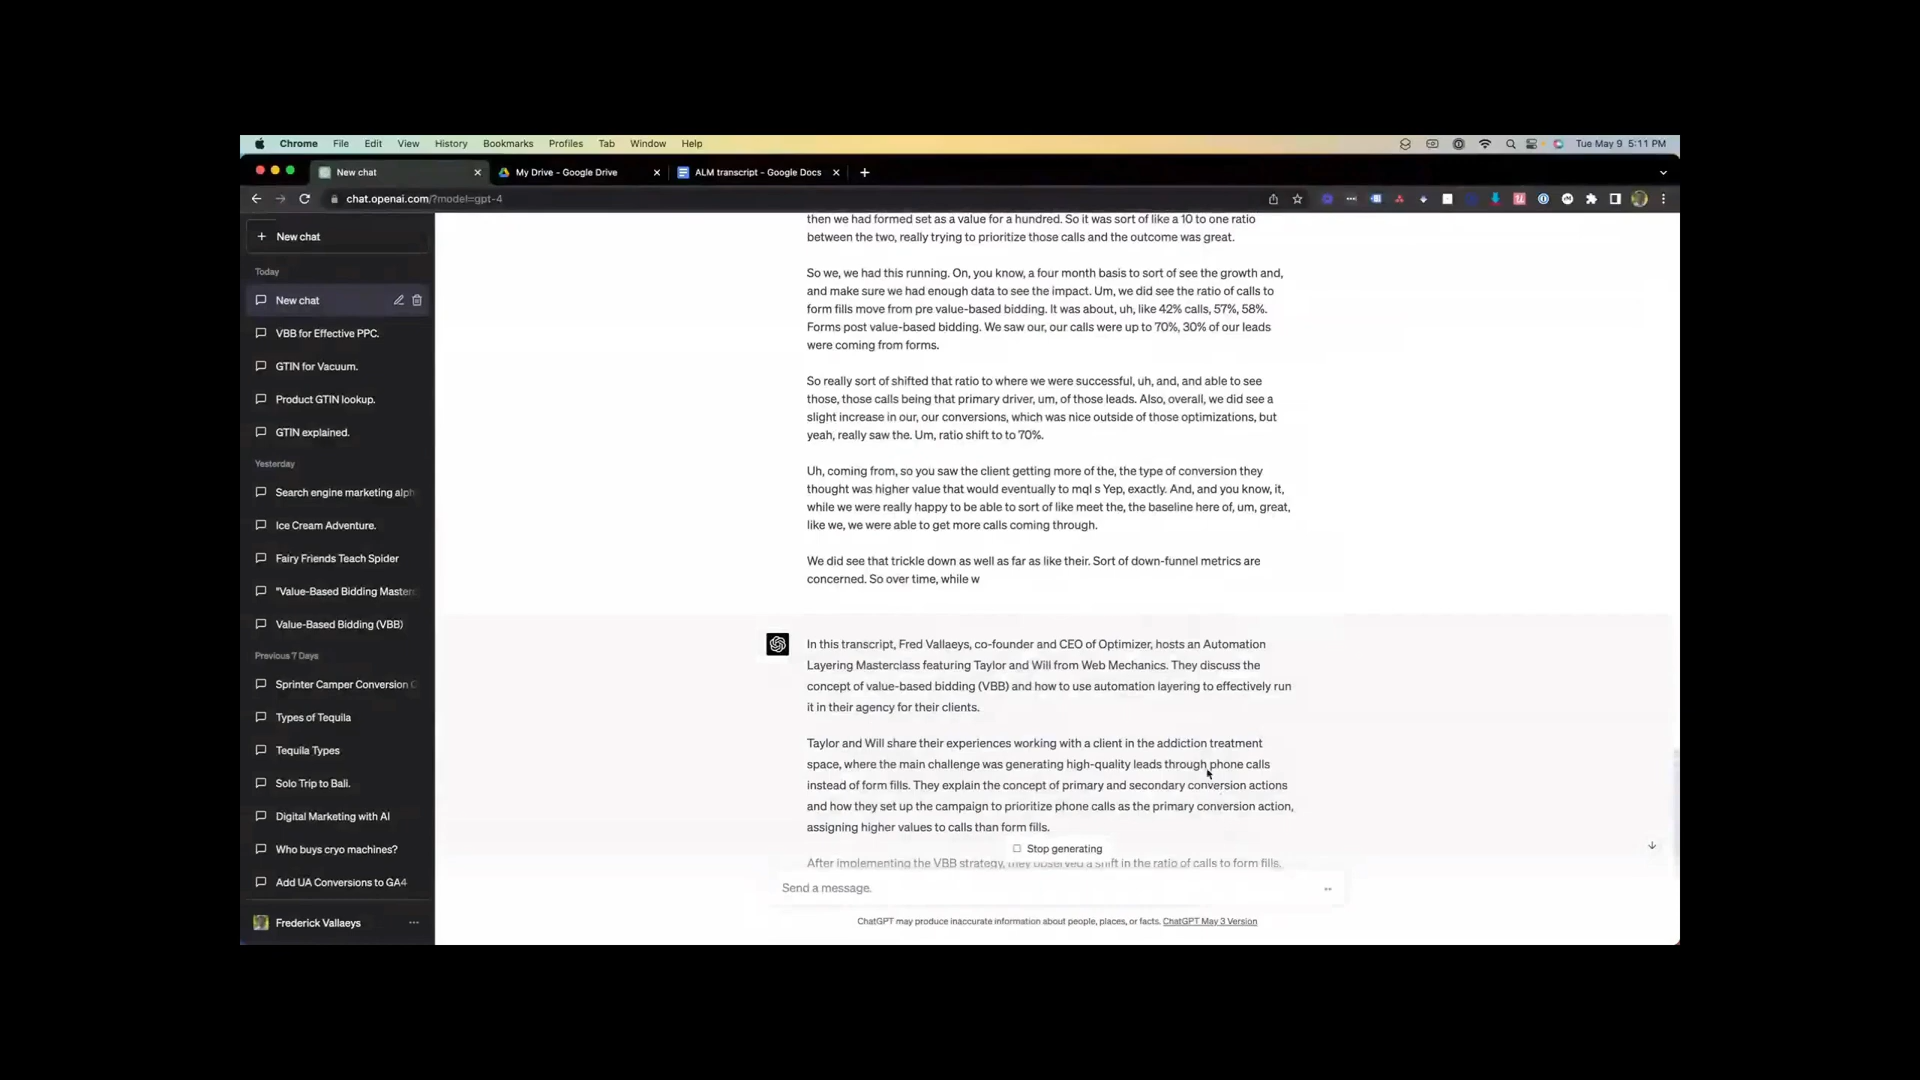 Chrome File Edit View History Bookmarks Profiles Tab Window Help
Tue May 9 5:11 PM
New chat
My Drive - Google Drive
ALM transcript - Google Docs
chat.openai.com/?model=gpt-4
New chat
Today
New chat
VBB for Effective PPC.
GTIN for Vacuum.
Product GTIN lookup.
GTIN explained.
Yesterday
Search engine marketing alph
Ice Cream Adventure.
Fairy Friends Teach Spider
"Value-Based Bidding Master
Value-Based Bidding (VBB)
Previous 7 Days
Sprinter Camper Conversion C
Types of Tequila
Tequila Types
Solo Trip to Bali.
Digital Marketing with AI
Who buys cryo machines?
Add UA Conversions to GA4
Frederick Vallaeys
then we had formed set as a value for a hundred. So it was sort of like a 10 to one ratio
between the two, really trying to prioritize those calls and the outcome was great.
So we, we had this running. On, you know, a four month basis to sort of see the growth and,
and make sure we had enough data to see the impact. Um, we did see the ratio of calls to
form fills move from pre value-based bidding. It was about, uh, like 42% calls, 57%, 58%.
Forms post value-based bidding. We saw our, our calls were up to 70%, 30% of our leads
were coming from forms.
So really sort of shifted that ratio to where we were successful, uh, and, and able to see
those, those calls being that primary driver, um, of those leads. Also, overall, we did see a
slight increase in our, our conversions, which was nice outside of those optimizations, but
yeah, really saw the. Um, ratio shift to to 70%.
Uh, coming from, so you saw the client getting more of the, the type of conversion they
thought was higher value that would eventually to mql s Yep, exactly. And, and you know, it,
while we were really happy to be able to sort of like meet the, the baseline here of, um, great,
like we, we were able to get more calls coming through.
We did see that trickle down as well as far as like their. Sort of down-funnel metrics are
concerned. So over time, while w
In this transcript, Fred Vallaeys, co-founder and CEO of Optimizer, hosts an Automation
Layering Masterclass featuring Taylor and Will from Web Mechanics. They discuss the
concept of value-based bidding (VBB) and how to use automation layering to effectively run
it in their agency for their clients.
Taylor and Will share their experiences working with a client in the addiction treatment
space, where the main challenge was generating high-quality leads through phone calls
instead of form fills. They explain the concept of primary and secondary conversion actions
and how they set up the campaign to prioritize phone calls as the primary conversion action,
assigning higher values to calls than form fills.
Stop generating
After implementing the VBB strategy, they observed a shift in the ratio of calls to form fills,
Send a message.
ChatGPT may produce inaccurate information about people, places, or facts. ChatGPT May 3 Version